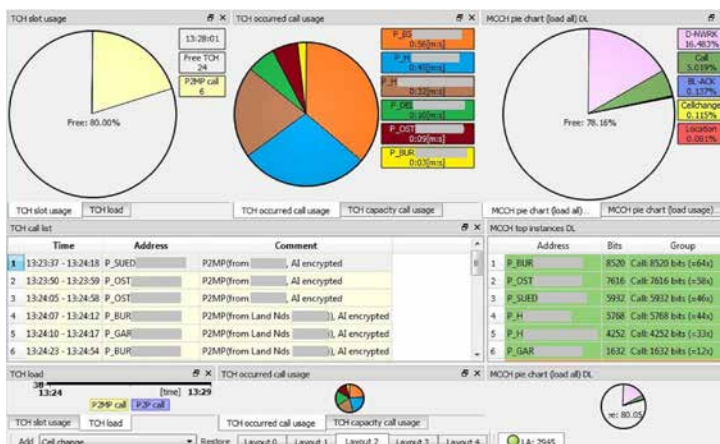 TCH slot usage
13:28:01
Free TCH
24
P2MP call
6
Free: 80.00%
TCH slot usage TCH load
TCH occurred call usage
P_BS
0:56[m:s]
P_H
0:45[m:s]
P_H
0:32[m:s]
P_DEI
0:10[m:s]
P_OST
0:09[m:s]
P_BUR
0:03[m:s]
TCH occurred call usage TCH capacity call usage
MCCH pie chart (load all) DL
D-NWRK
16.483%
Call
5.019%
BL-ACK
0.137%
Cellchange
0.115%
Location
0.081%
Free: 78.16%
MCCH pie chart (load all)... MCCH pie chart (load usage)...
TCH call list
Time Address Comment
1 13:23:37 - 13:24:18 P_SUED P2MP(from , AI encrypted
2 13:23:50 - 13:23:59 P_OST P2MP(from , AI encrypted
3 13:24:05 - 13:24:58 P_OST P2MP(from , AI encrypted
4 13:24:07 - 13:24:12 P_BUR P2MP(from Land Nds )), AI encrypted
5 13:24:10 - 13:24:17 P_GAR P2MP(from Land Nds )), AI encrypted
6 13:24:23 - 13:24:54 P_BUR P2MP(from Land Nds )), AI encrypted
MCCH top instances DL
Address Bits Group
1 P_BUR 8520 Call: 8520 bits (=64x)
2 P_OST 7616 Call: 7616 bits (=58x)
3 P_SUED 5932 Call: 5932 bits (=46x)
4 P_H 5768 Call: 5768 bits (=44x)
5 P_H 4252 Call: 4252 bits (=33x)
6 P_GAR 1632 Call: 1632 bits (=12x)
TCH load
38
13:24 [time] 13:29
P2MP call P2P call
TCH slot usage TCH load
TCH occurred call usage
TCH occurred call usage TCH capacity call usage
MCCH pie chart (load all) DL
ee: 80.05
Add Cell change Restore Layout 0 Layout 1 Layout 2 Layout 3 Layout 4
LA: 2945